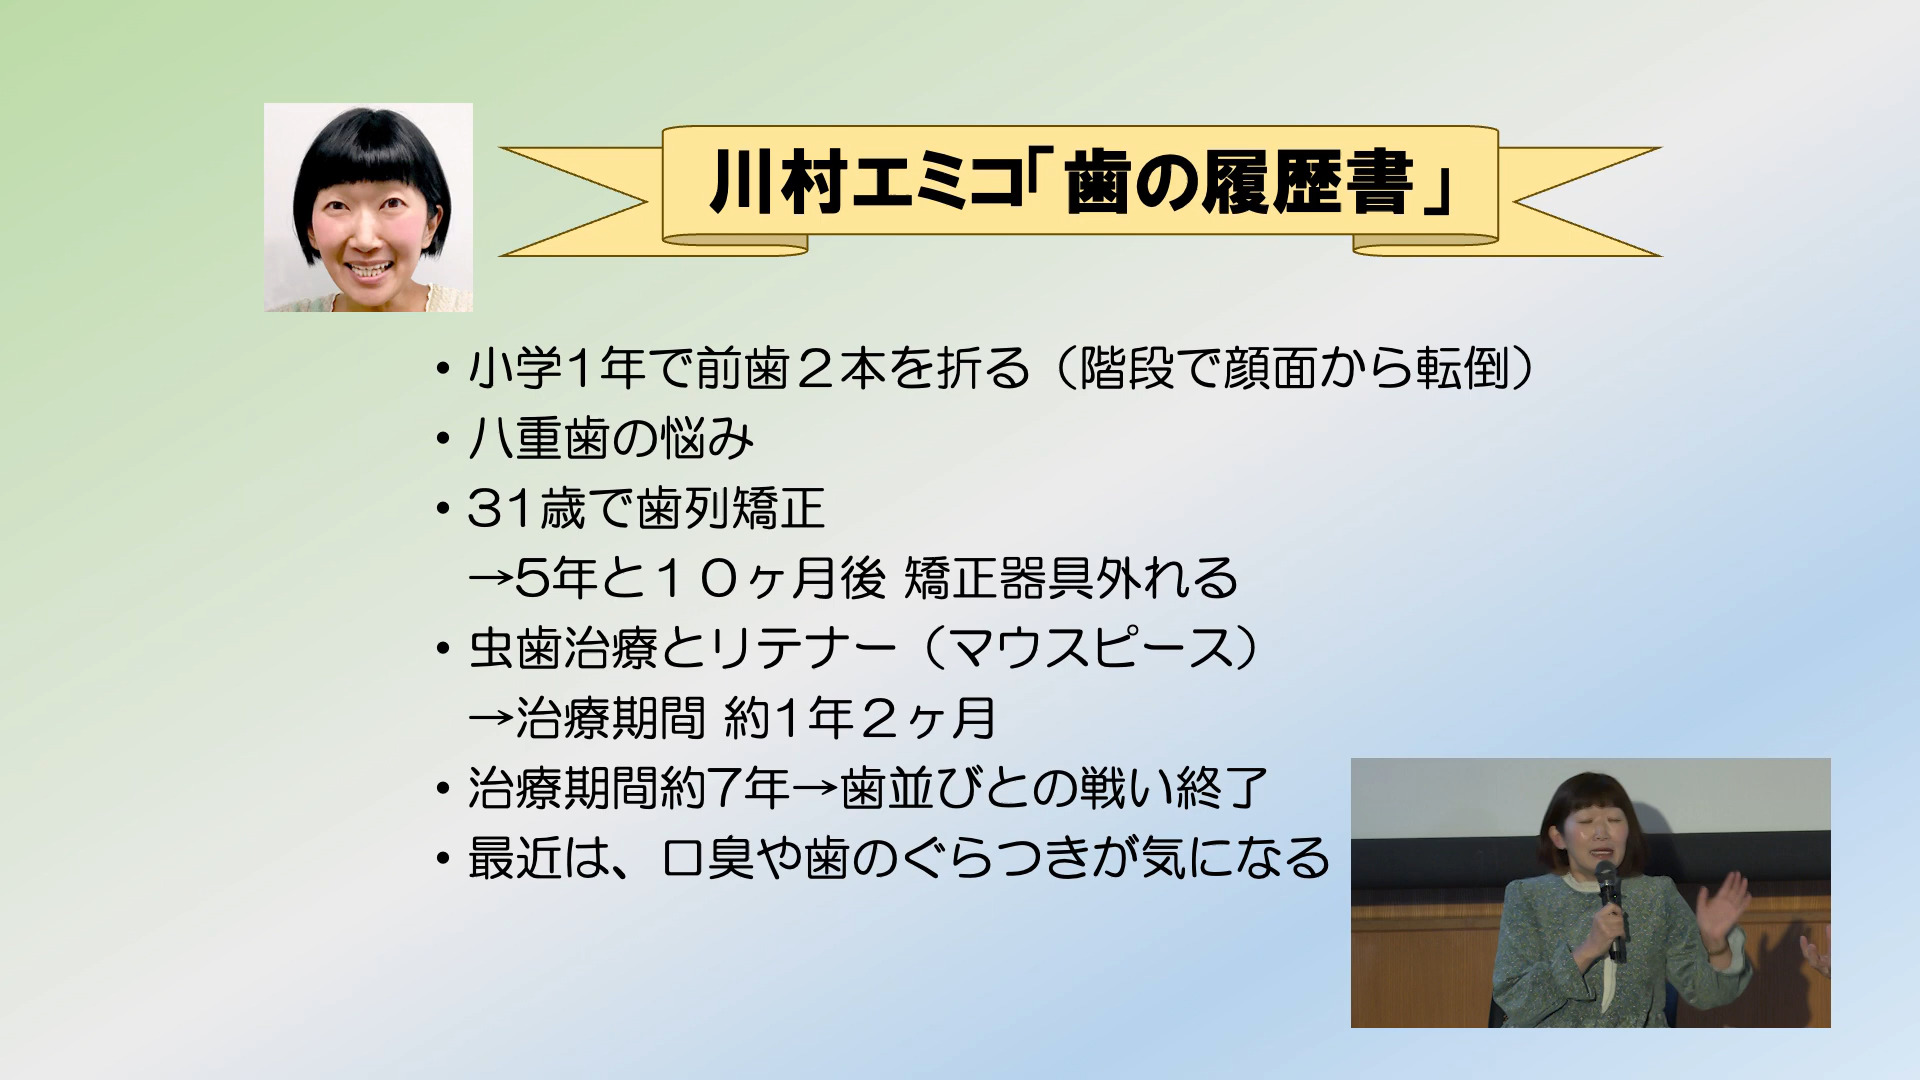 川村エミコ「歯の履歴書」
・小学1年で前歯２本を折る（階段で顔面から転倒）
・八重歯の悩み
・31歳で歯列矯正
→5年と１０ヶ月後 矯正器具外れる
・虫歯治療とリテナー（マウスピース）
→治療期間 約1年２ヶ月
・治療期間約7年→歯並びとの戦い終了
・最近は、口臭や歯のぐらつきが気になる